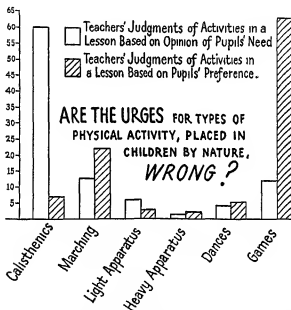 65
60
55
50
45
40
35
30
25
20
15
10
5
Teachers' Judgments of Activities in a
Lesson Based on Opinion of Pupils' Need
Teachers' Judgments of Activities in
a Lesson Based on Pupils' Preference.
ARE THE URGES FOR TYPES OF
PHYSICAL ACTIVITY, PLACED IN
CHILDREN BY NATURE,
WRONG?
Calisthenics
Marching
Light Apparatus
Heavy Apparatus
Dances
Games